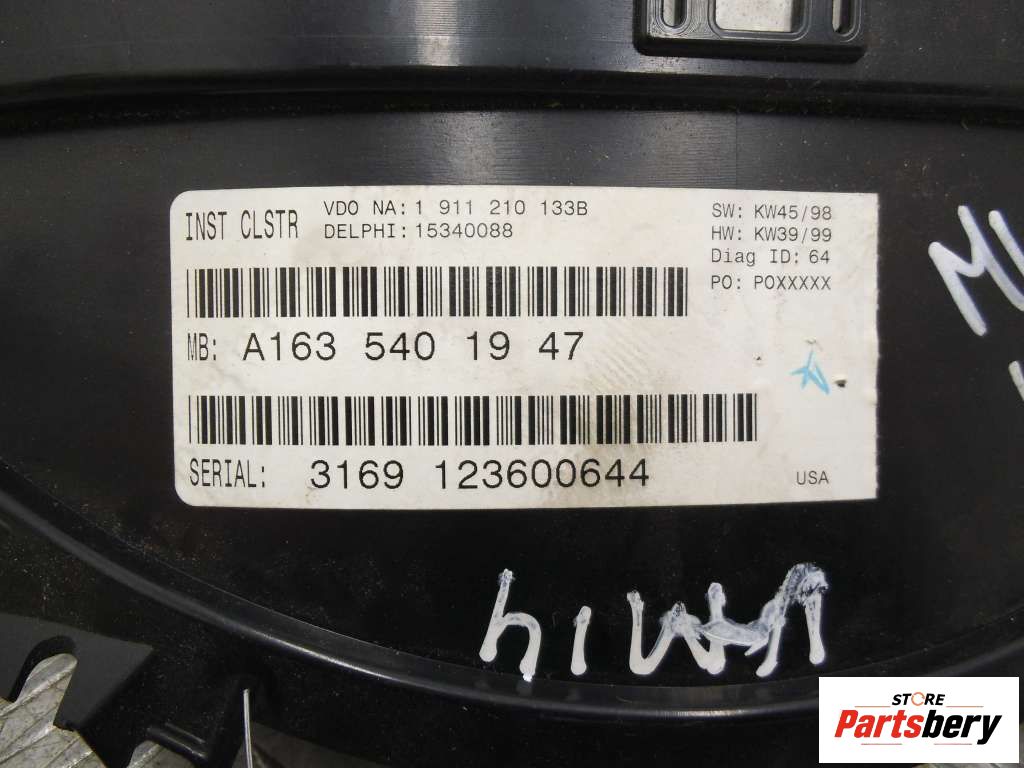 INST CLSTR
VDO NA: 1 911 210 133B
DELPHI: 15340088
SW: KW45/98
HW: KW39/99
Diag ID: 64
PO: POXXXXX
MB: A163 540 19 47
SERIAL: 3169 123600644
USA
STORE
Partsbery